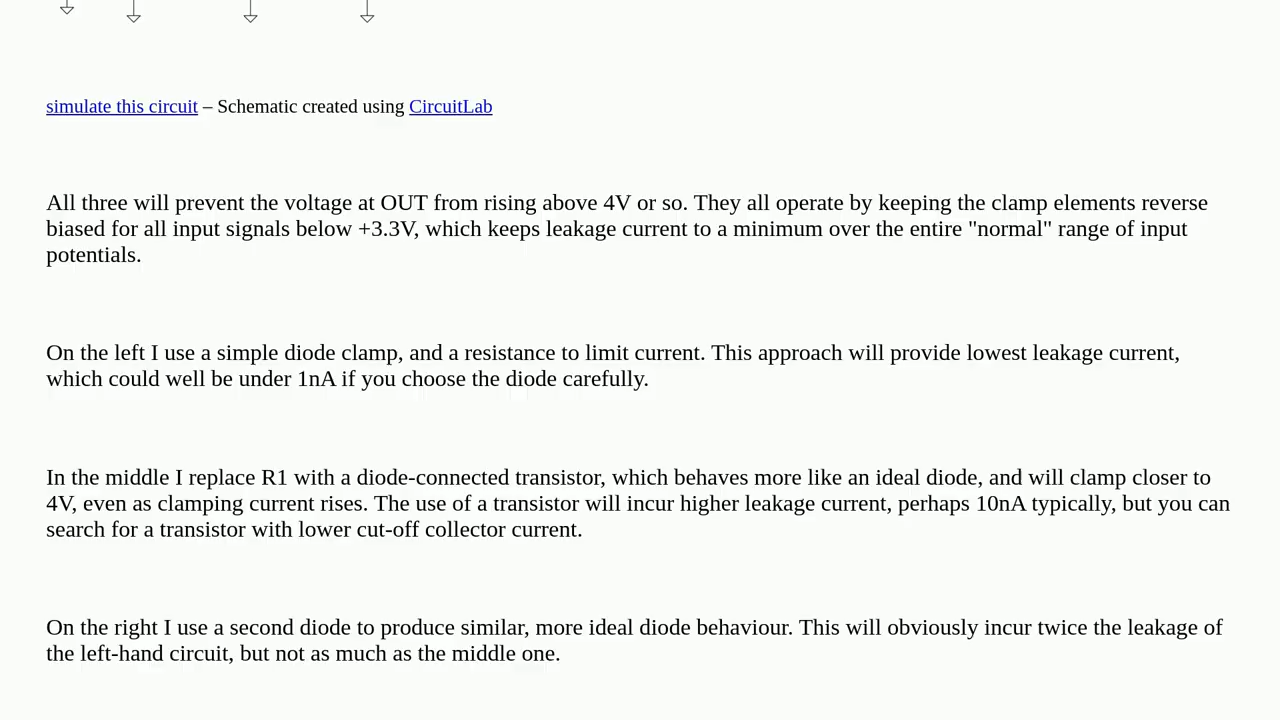 simulate this circuit – Schematic created using CircuitLab
All three will prevent the voltage at OUT from rising above 4V or so. They all operate by keeping the clamp elements reverse
biased for all input signals below +3.3V, which keeps leakage current to a minimum over the entire "normal" range of input
potentials.
On the left I use a simple diode clamp, and a resistance to limit current. This approach will provide lowest leakage current,
which could well be under 1nA if you choose the diode carefully.
In the middle I replace R1 with a diode-connected transistor, which behaves more like an ideal diode, and will clamp closer to
4V, even as clamping current rises. The use of a transistor will incur higher leakage current, perhaps 10nA typically, but you can
search for a transistor with lower cut-off collector current.
On the right I use a second diode to produce similar, more ideal diode behaviour. This will obviously incur twice the leakage of
the left-hand circuit, but not as much as the middle one.